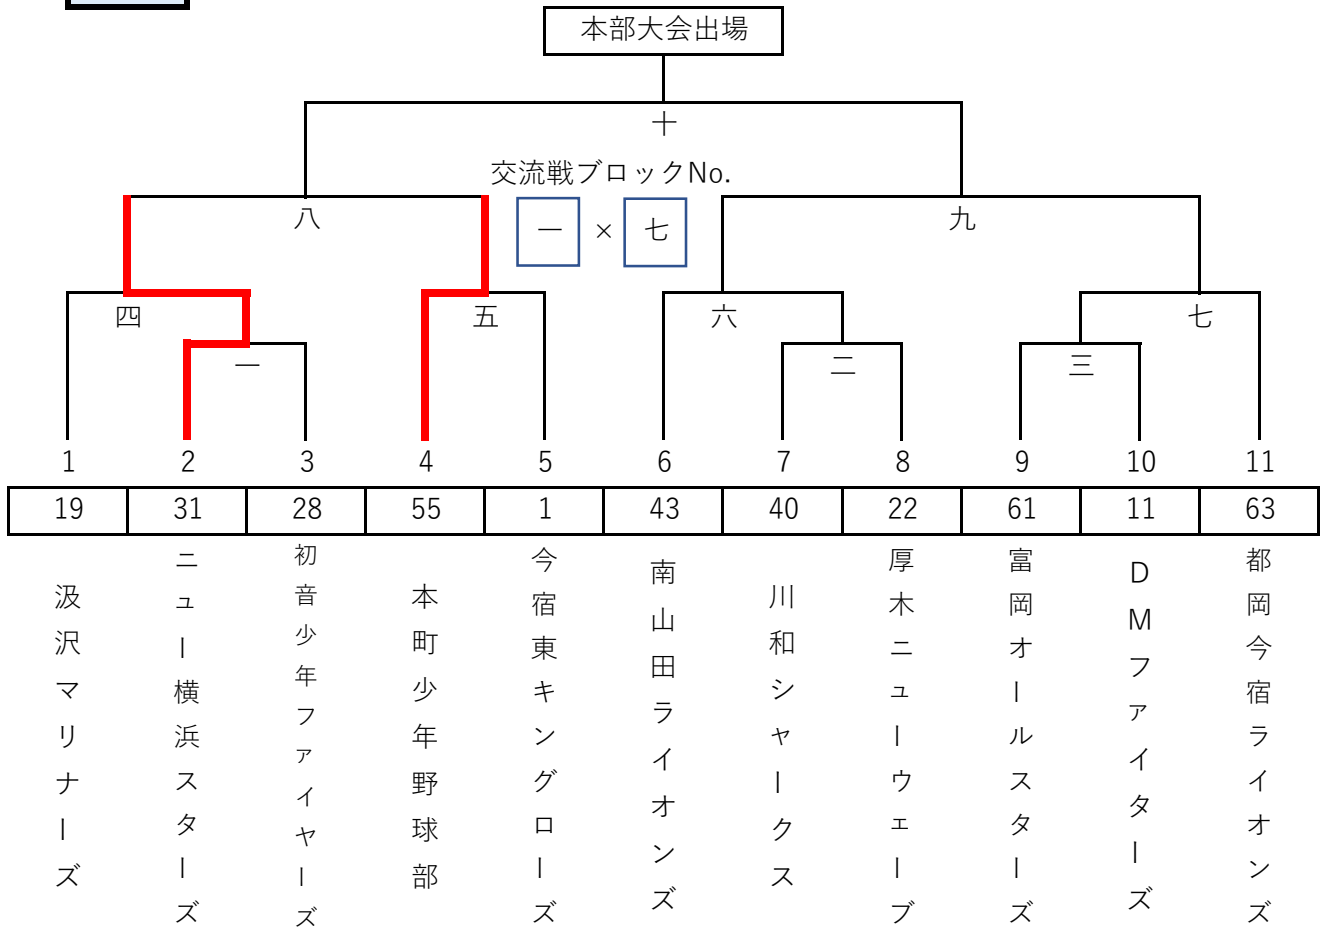 本部大会出場
十
交流戦ブロックNo.
一 × 七
八
九
四
五
六
七
一
二
三
1 2 3 4 5 6 7 8 9 10 11
19 31 28 55 1 43 40 22 61 11 63
汲沢マリナーズ
ニュー横浜スターズ
初音少年ファイヤーズ
本町少年野球部
今宿東キングローズ
南山田ライオンズ
川和シャークス
厚木ニューウェーブ
富岡オールスターズ
DMファイターズ
都岡今宿ライオンズ